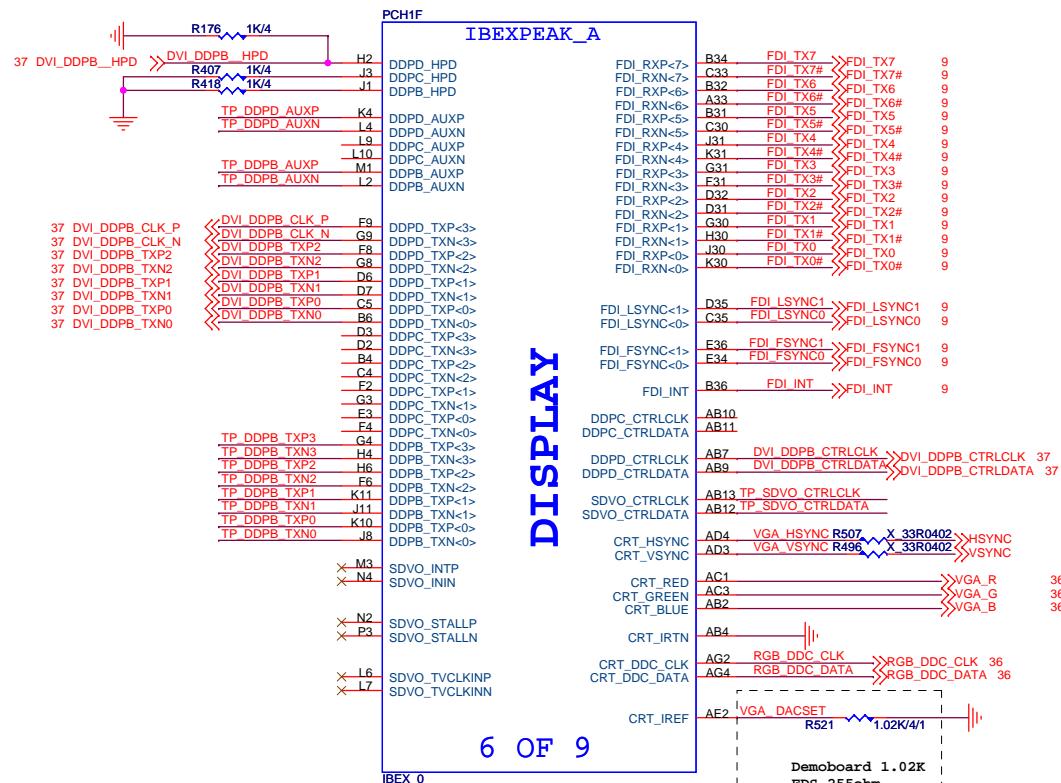 PCH1F
IBEXPEAK_A
R176 1K/4
37 DVI_DDPB__HPD DVI_DDPB__HPD H2 DDPD_HPD
R407 1K/4 J3 DDPC_HPD
R418 1K/4 J1 DDPB_HPD
TP_DDPD_AUXP K4 DDPD_AUXP
TP_DDPD_AUXN L4 DDPD_AUXN
L9 DDPC_AUXP
L10 DDPC_AUXN
TP_DDPB_AUXP M1 DDPB_AUXP
TP_DDPB_AUXN L2 DDPB_AUXN
37 DVI_DDPB_CLK_P DVI_DDPB_CLK_P F9 DDPD_TXP<3>
37 DVI_DDPB_CLK_N DVI_DDPB_CLK_N G9 DDPD_TXN<3>
37 DVI_DDPB_TXP2 DVI_DDPB_TXP2 F8 DDPD_TXP<2>
37 DVI_DDPB_TXN2 DVI_DDPB_TXN2 G8 DDPD_TXN<2>
37 DVI_DDPB_TXP1 DVI_DDPB_TXP1 D6 DDPD_TXP<1>
37 DVI_DDPB_TXN1 DVI_DDPB_TXN1 D7 DDPD_TXN<1>
37 DVI_DDPB_TXP0 DVI_DDPB_TXP0 C5 DDPD_TXP<0>
37 DVI_DDPB_TXN0 DVI_DDPB_TXN0 B6 DDPD_TXN<0>
D3 DDPC_TXP<3>
D2 DDPC_TXN<3>
B4 DDPC_TXP<2>
C4 DDPC_TXN<2>
F2 DDPC_TXP<1>
G3 DDPC_TXN<1>
E3 DDPC_TXP<0>
F4 DDPC_TXN<0>
TP_DDPB_TXP3 G4 DDPB_TXP<3>
TP_DDPB_TXN3 H4 DDPB_TXN<3>
TP_DDPB_TXP2 H6 DDPB_TXP<2>
TP_DDPB_TXN2 F6 DDPB_TXN<2>
TP_DDPB_TXP1 K11 DDPB_TXP<1>
TP_DDPB_TXN1 J11 DDPB_TXN<1>
TP_DDPB_TXP0 K10 DDPB_TXP<0>
TP_DDPB_TXN0 J8 DDPB_TXN<0>
M3 SDVO_INTP
N4 SDVO_ININ
N2 SDVO_STALLP
P3 SDVO_STALLN
L6 SDVO_TVCLKINP
L7 SDVO_TVCLKINN
DISPLAY
FDI_RXP<7> B34 FDI_TX7 FDI_TX7 9
FDI_RXN<7> C33 FDI_TX7# FDI_TX7# 9
FDI_RXP<6> B32 FDI_TX6 FDI_TX6 9
FDI_RXN<6> A33 FDI_TX6# FDI_TX6# 9
FDI_RXP<5> B31 FDI_TX5 FDI_TX5 9
FDI_RXN<5> C30 FDI_TX5# FDI_TX5# 9
FDI_RXP<4> J31 FDI_TX4 FDI_TX4 9
FDI_RXN<4> K31 FDI_TX4# FDI_TX4# 9
FDI_RXP<3> G31 FDI_TX3 FDI_TX3 9
FDI_RXN<3> F31 FDI_TX3# FDI_TX3# 9
FDI_RXP<2> D32 FDI_TX2 FDI_TX2 9
FDI_RXN<2> D31 FDI_TX2# FDI_TX2# 9
FDI_RXP<1> G30 FDI_TX1 FDI_TX1 9
FDI_RXN<1> H30 FDI_TX1# FDI_TX1# 9
FDI_RXP<0> J30 FDI_TX0 FDI_TX0 9
FDI_RXN<0> K30 FDI_TX0# FDI_TX0# 9
FDI_LSYNC<1> D35 FDI_LSYNC1 FDI_LSYNC1 9
FDI_LSYNC<0> C35 FDI_LSYNC0 FDI_LSYNC0 9
FDI_FSYNC<1> E36 FDI_FSYNC1 FDI_FSYNC1 9
FDI_FSYNC<0> E34 FDI_FSYNC0 FDI_FSYNC0 9
FDI_INT B36 FDI_INT FDI_INT 9
DDPC_CTRLCLK AB10
DDPC_CTRLDATA AB11
DDPD_CTRLCLK AB7 DVI_DDPB_CTRLCLK DVI_DDPB_CTRLCLK 37
DDPD_CTRLDATA AB9 DVI_DDPB_CTRLDATA DVI_DDPB_CTRLDATA 37
SDVO_CTRLCLK AB13 TP_SDVO_CTRLCLK
SDVO_CTRLDATA AB12 TP_SDVO_CTRLDATA
CRT_HSYNC AD4 VGA_HSYNC R507 X_33R0402 HSYNC
CRT_VSYNC AD3 VGA_VSYNC R496 X_33R0402 VSYNC
CRT_RED AC1 VGA_R 36
CRT_GREEN AC3 VGA_G 36
CRT_BLUE AB2 VGA_B 36
CRT_IRTN AB4
CRT_DDC_CLK AG2 RGB_DDC_CLK RGB_DDC_CLK 36
CRT_DDC_DATA AG4 RGB_DDC_DATA RGB_DDC_DATA 36
CRT_IREF AE2 VGA_DACSET
R521 1.02K/4/1
6 OF 9
IBEX_0
Demoboard 1.02K
EDS 255ohm